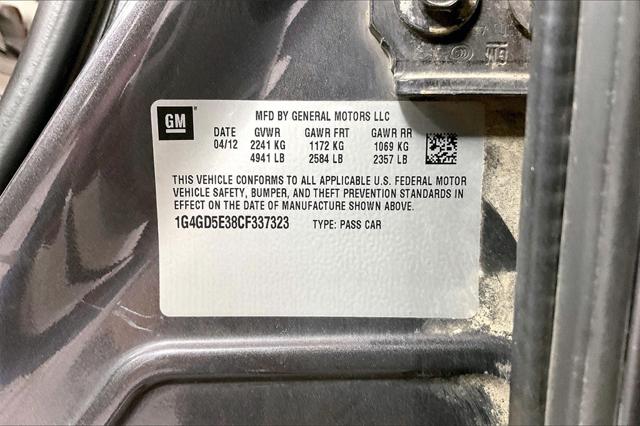 GM
MFD BY GENERAL MOTORS LLC
DATE GVWR GAWR FRT GAWR RR
04/12 2241 KG 1172 KG 1069 KG
4941 LB 2584 LB 2357 LB
THIS VEHICLE CONFORMS TO ALL APPLICABLE U.S. FEDERAL MOTOR
VEHICLE SAFETY, BUMPER, AND THEFT PREVENTION STANDARDS IN
EFFECT ON THE DATE OF MANUFACTURE SHOWN ABOVE.
1G4GD5E38CF337323 TYPE: PASS CAR